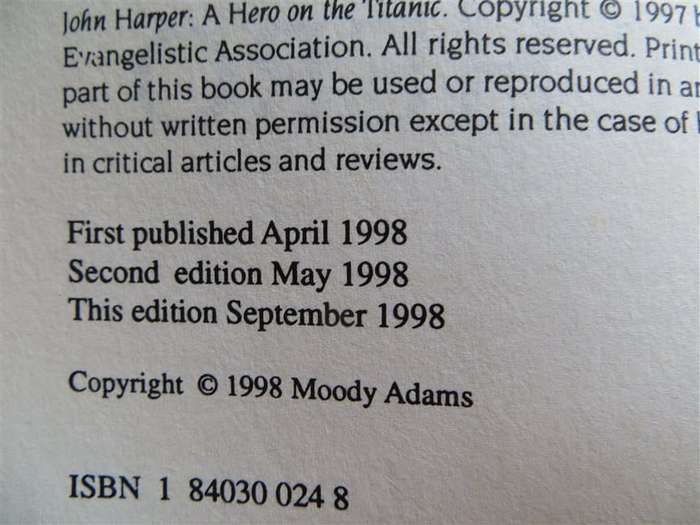 John Harper: A Hero on the Titanic. Copyright © 1997
Evangelistic Association. All rights reserved. Print
part of this book may be used or reproduced in
without written permission except in the case of
in critical articles and reviews.
First published April 1998
Second edition May 1998
This edition September 1998
Copyright © 1998 Moody Adams
ISBN 1 84030 024 8